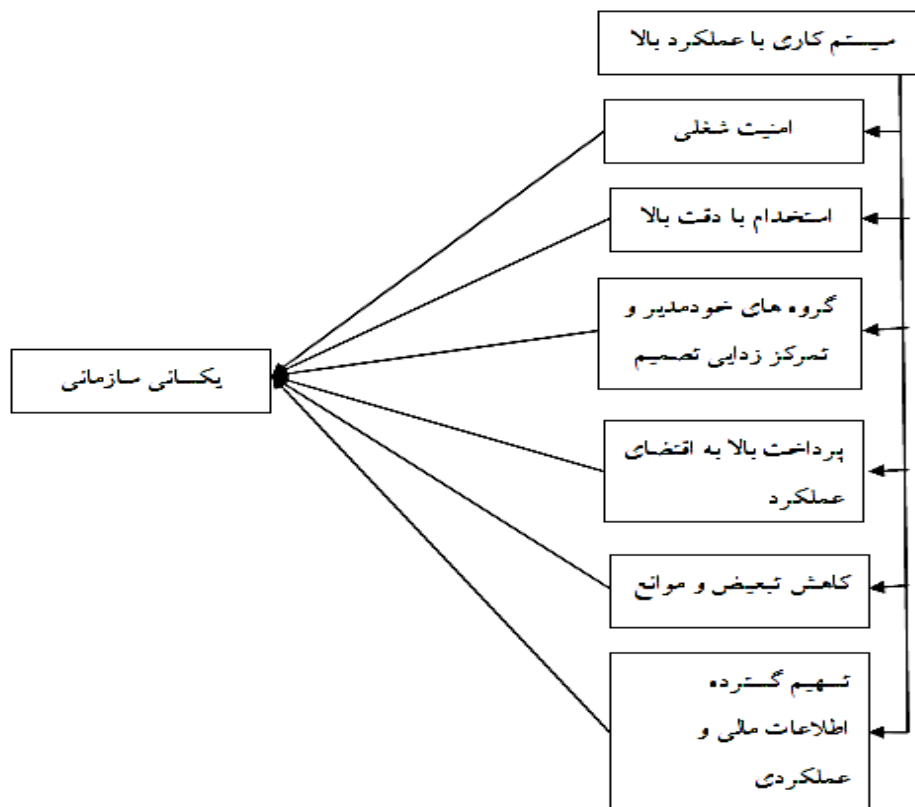 سیستم کاری با عملکرد بالا
امنیت شغلی
استخدام با دقت بالا
گروه های خودمدیر و
تمرکز زدایی تصمیم
پرداخت بالا به اقتضای
عملکرد
کاهش تبعیض و موانع
تسهیم گسترده
اطلاعات مالی و
عملکردی
یکسانی سازمانی